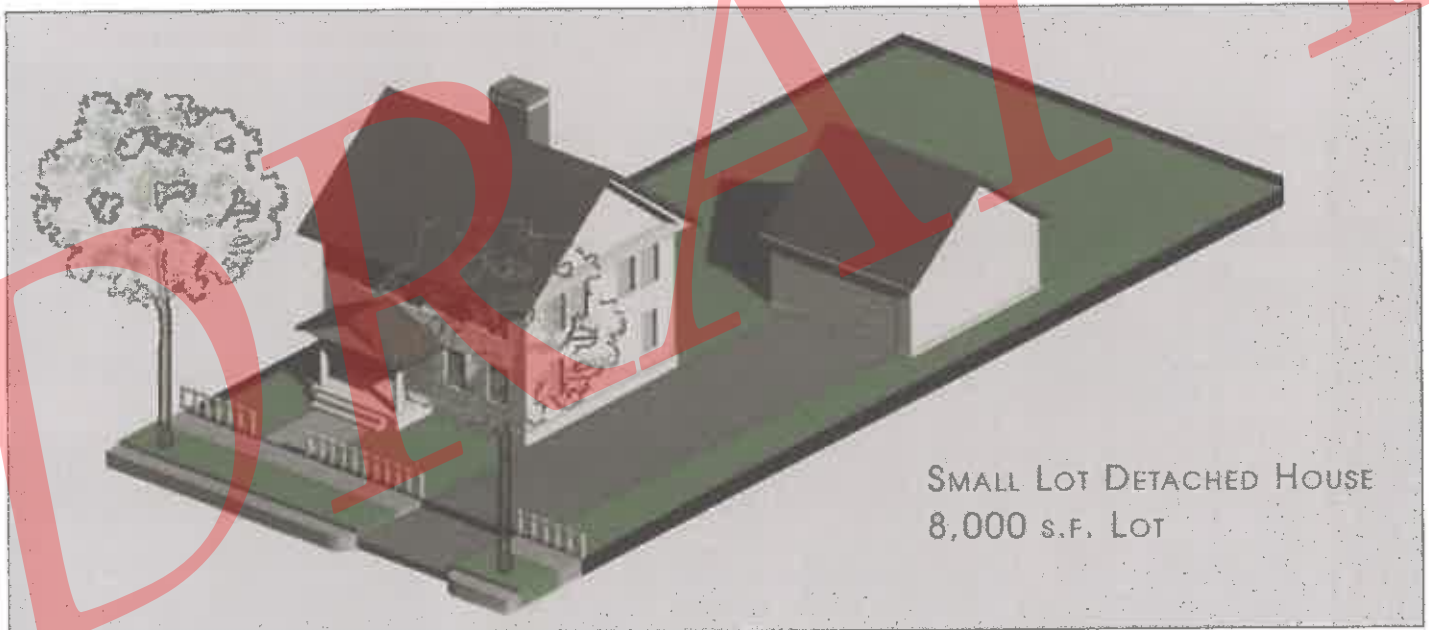 DRAFT
SMALL LOT DETACHED HOUSE
8,000 S.F. LOT